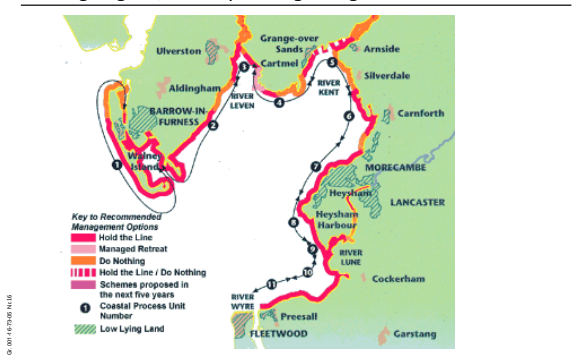 Ulverston
Grange-over
Sands
Cartmel
Arnside
Silverdale
Aldingham
RIVER
LEVEN
RIVER
KENT
BARROW-IN-
FURNESS
Carnforth
Walney
Island
MORECAMBE
Heysham
LANCASTER
Heysham
Harbour
RIVER
LUNE
Cockerham
RIVER
WYRE
Preesall
FLEETWOOD
Garstang
1
2
3
4
5
6
7
8
9
10
11
Key to Recommended
Management Options
Hold the Line
Managed Retreat
Do Nothing
Hold the Line / Do Nothing
Schemes proposed in
the next five years
1 Coastal Process Unit
Number
Low Lying Land